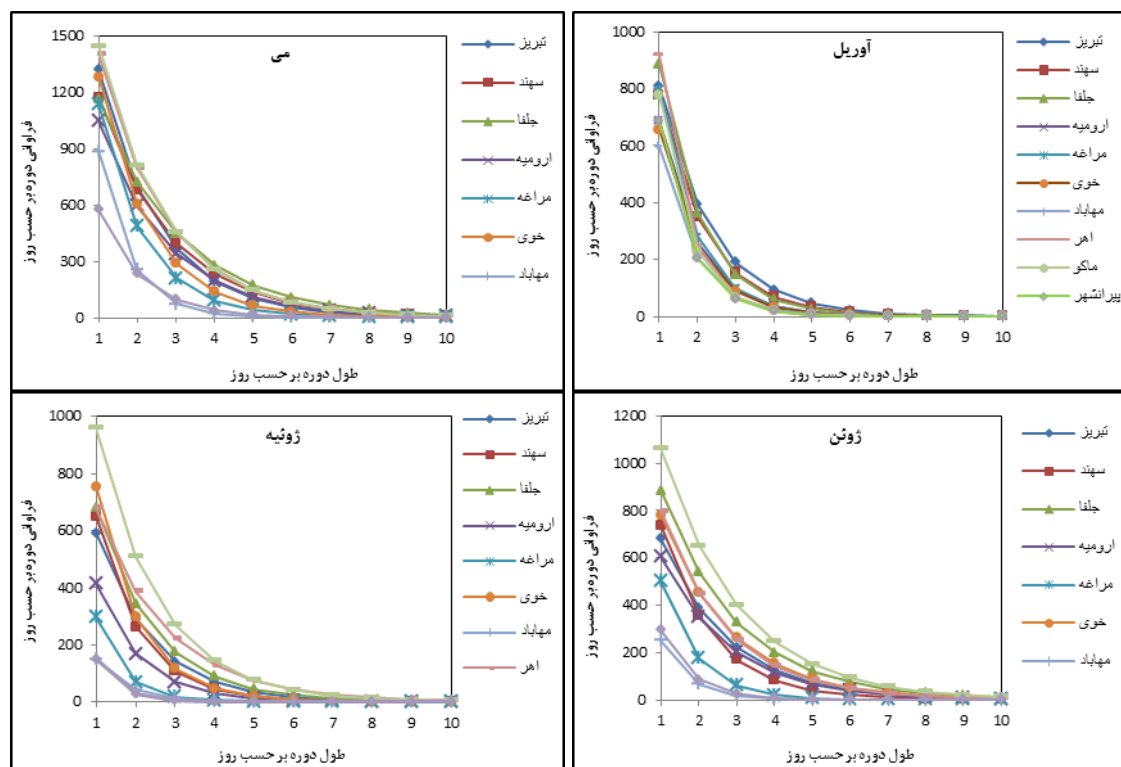 می
فراوانی دوره بر حسب روز
1500
1200
900
600
300
0
1 2 3 4 5 6 7 8 9 10
طول دوره بر حسب روز
تبریز
سهند
جلفا
ارومیه
مراغه
خوی
مهاباد
آوریل
فراوانی دوره بر حسب روز
1000
800
600
400
200
0
1 2 3 4 5 6 7 8 9 10
طول دوره بر حسب روز
تبریز
سهند
جلفا
ارومیه
مراغه
خوی
مهاباد
اهر
ماکو
پیرانشهر
ژوئیه
فراوانی دوره بر حسب روز
1000
800
600
400
200
0
1 2 3 4 5 6 7 8 9 10
طول دوره بر حسب روز
تبریز
سهند
جلفا
ارومیه
مراغه
خوی
مهاباد
اهر
ژوئن
فراوانی دوره بر حسب روز
1200
1000
800
600
400
200
0
1 2 3 4 5 6 7 8 9 10
طول دوره بر حسب روز
تبریز
سهند
جلفا
ارومیه
مراغه
خوی
مهاباد